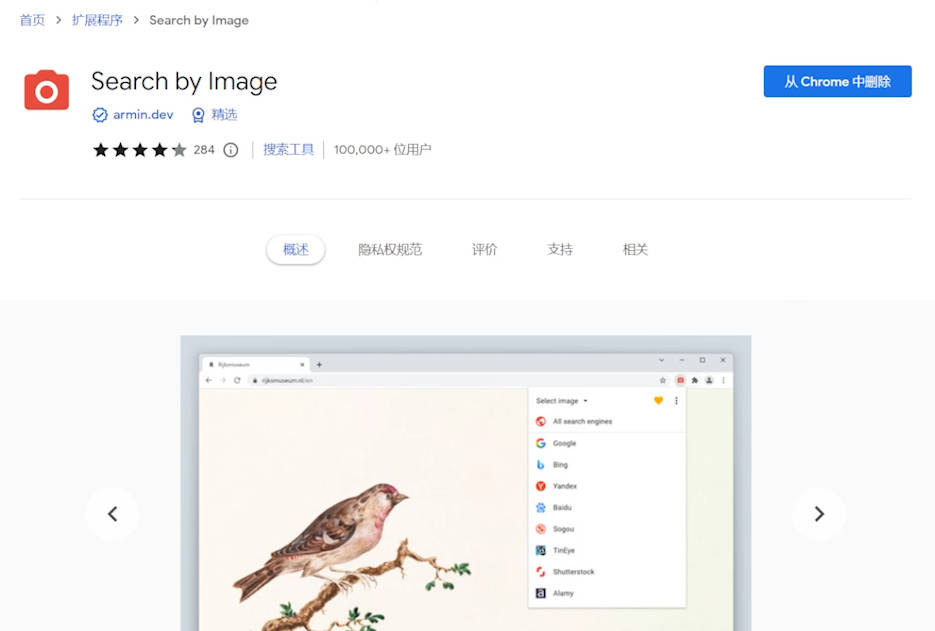 首页 > 扩展程序 > Search by Image
Search by Image
从 Chrome 中删除
armin.dev 精选
284 搜索工具 100,000+ 位用户
概述 隐私权规范 评价 支持 相关
Rijksmuseum
rijksmuseum.nl/en
Select image
All search engines
Google
Bing
Yandex
Baidu
Sogou
TinEye
Shutterstock
Alamy